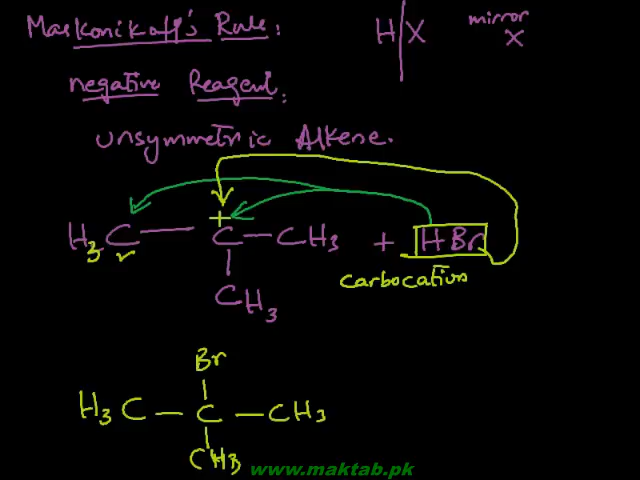 Markonikoff's Rule: H|X mirror X
negative Reagent:
Unsymmetric Alkene.
+
H3C — C — CH3 + HBr
carbocation
CH3
Br
H3C — C — CH3
CH3
www.maktab.pk